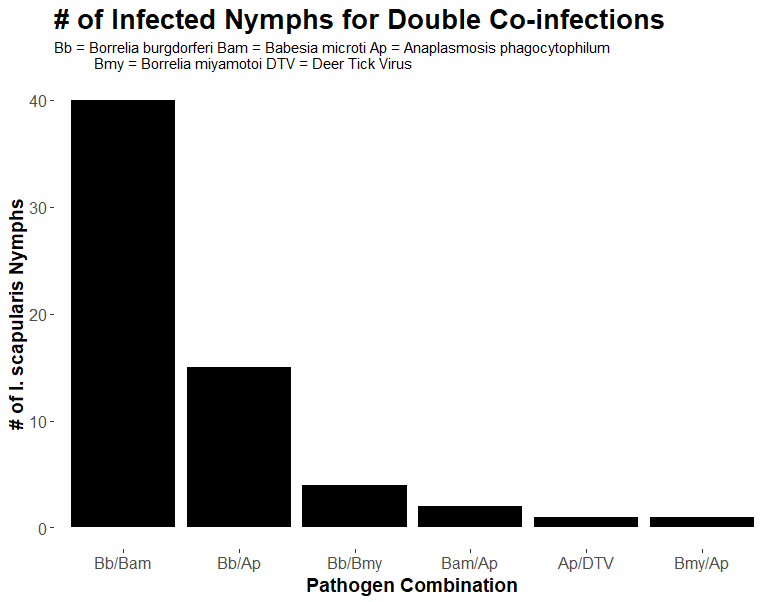 # of Infected Nymphs for Double Co-infections
Bb = Borrelia burgdorferi Bam = Babesia microti Ap = Anaplasmosis phagocytophilum
Bmy = Borrelia miyamotoi DTV = Deer Tick Virus
# of I. scapularis Nymphs
40
30
20
10
0
Bb/Bam Bb/Ap Bb/Bmy Bam/Ap Ap/DTV Bmy/Ap
Pathogen Combination